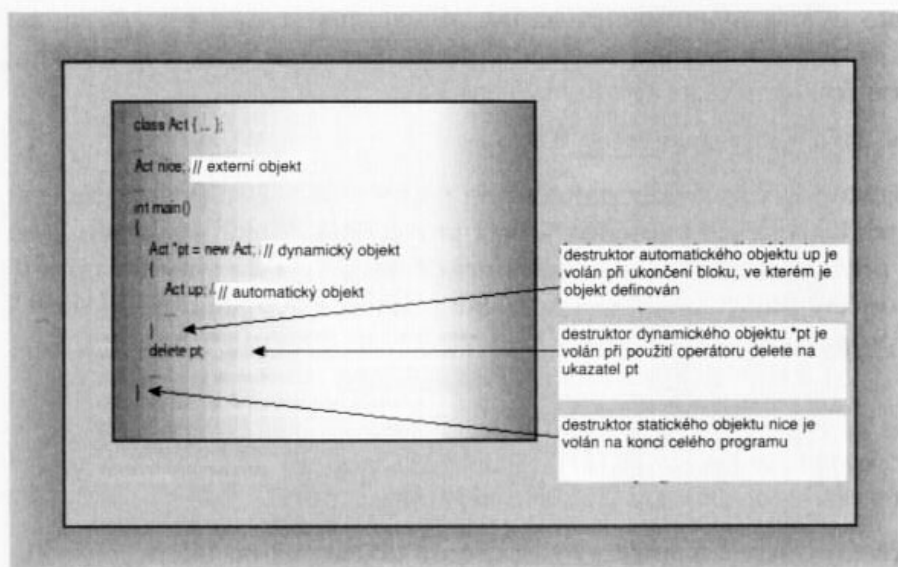 class Act { ... };
...
Act nice; // externí objekt
...
int main()
{
Act *pt = new Act; // dynamický objekt
{
Act up; // automatický objekt
...
}
delete pt;
...
}
destruktor automatického objektu up je
volán při ukončení bloku, ve kterém je
objekt definován
destruktor dynamického objektu *pt je
volán při použití operátoru delete na
ukazatel pt
destruktor statického objektu nice je
volán na konci celého programu